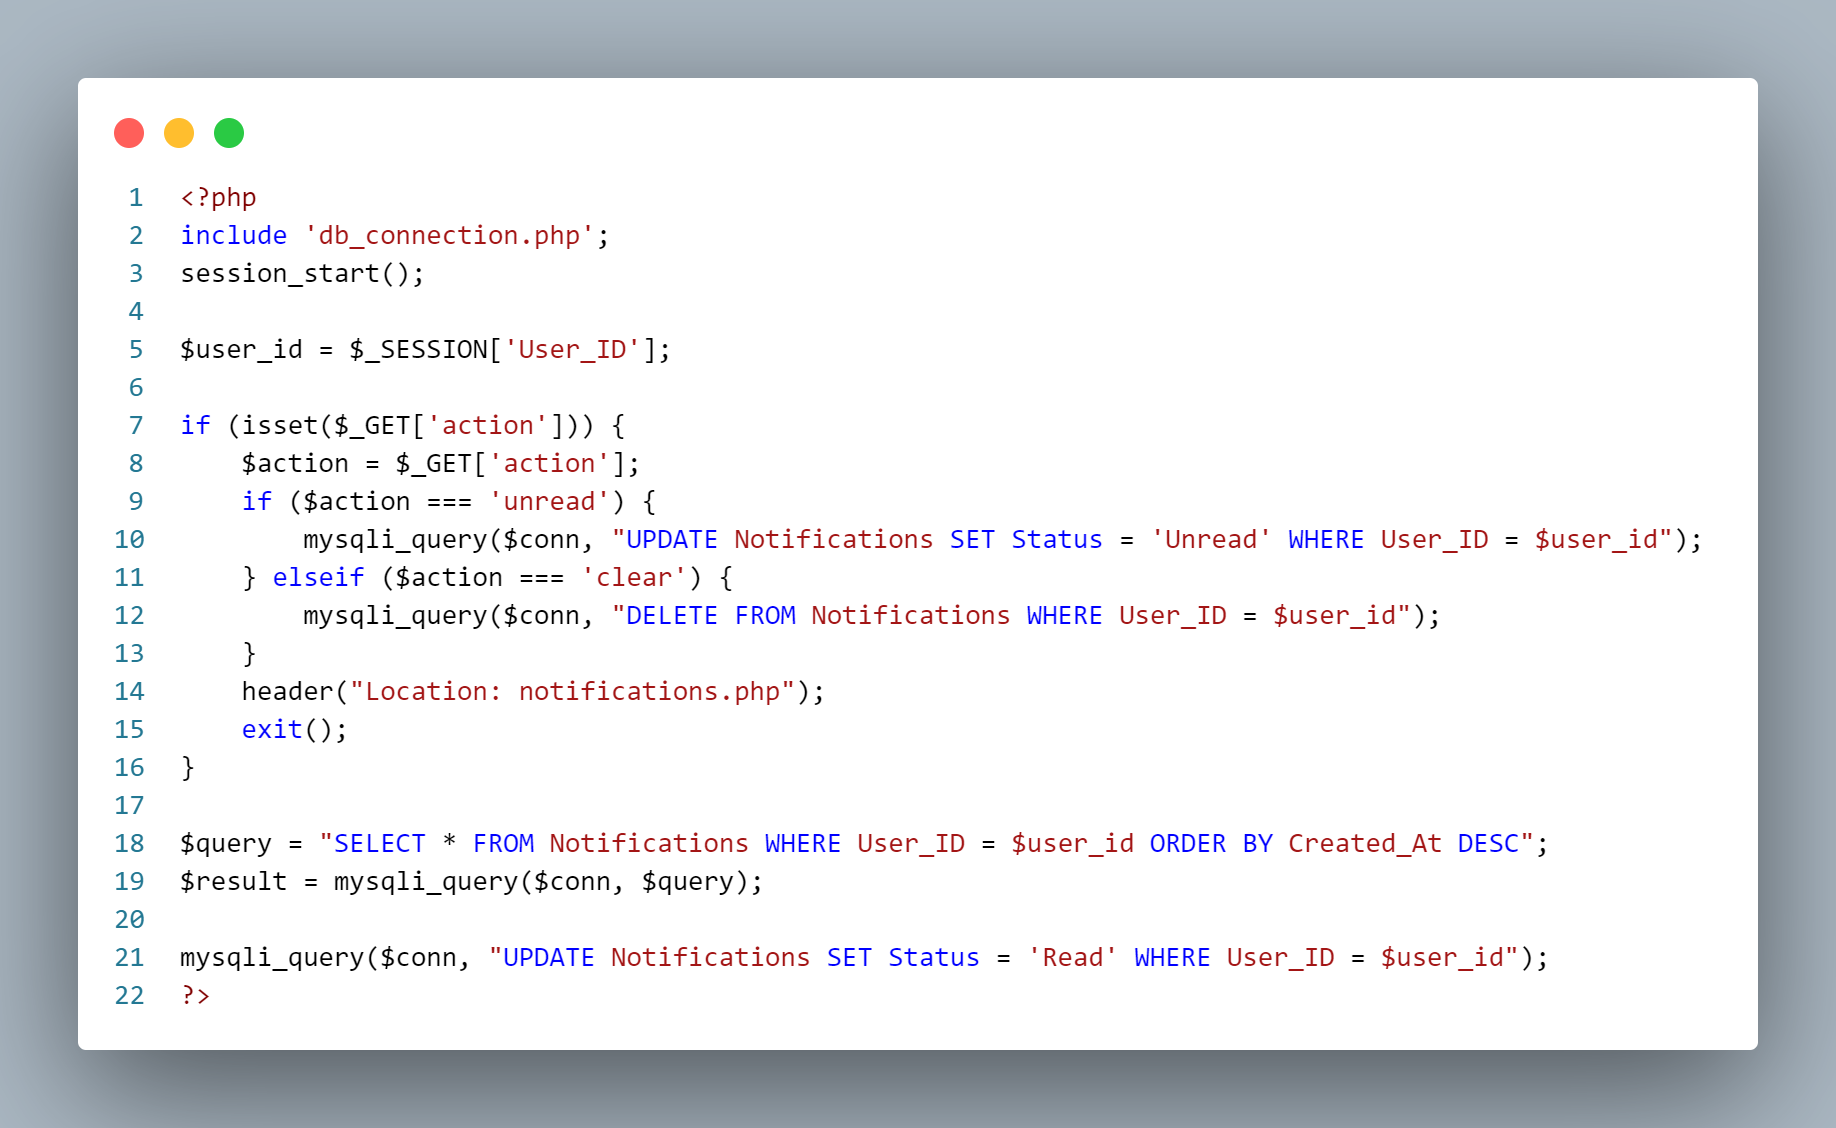 1 <?php
2 include 'db_connection.php';
3 session_start();
4
5 $user_id = $_SESSION['User_ID'];
6
7 if (isset($_GET['action'])) {
8     $action = $_GET['action'];
9     if ($action === 'unread') {
10         mysqli_query($conn, "UPDATE Notifications SET Status = 'Unread' WHERE User_ID = $user_id");
11     } elseif ($action === 'clear') {
12         mysqli_query($conn, "DELETE FROM Notifications WHERE User_ID = $user_id");
13     }
14     header("Location: notifications.php");
15     exit();
16 }
17
18 $query = "SELECT * FROM Notifications WHERE User_ID = $user_id ORDER BY Created_At DESC";
19 $result = mysqli_query($conn, $query);
20
21 mysqli_query($conn, "UPDATE Notifications SET Status = 'Read' WHERE User_ID = $user_id");
22 ?>